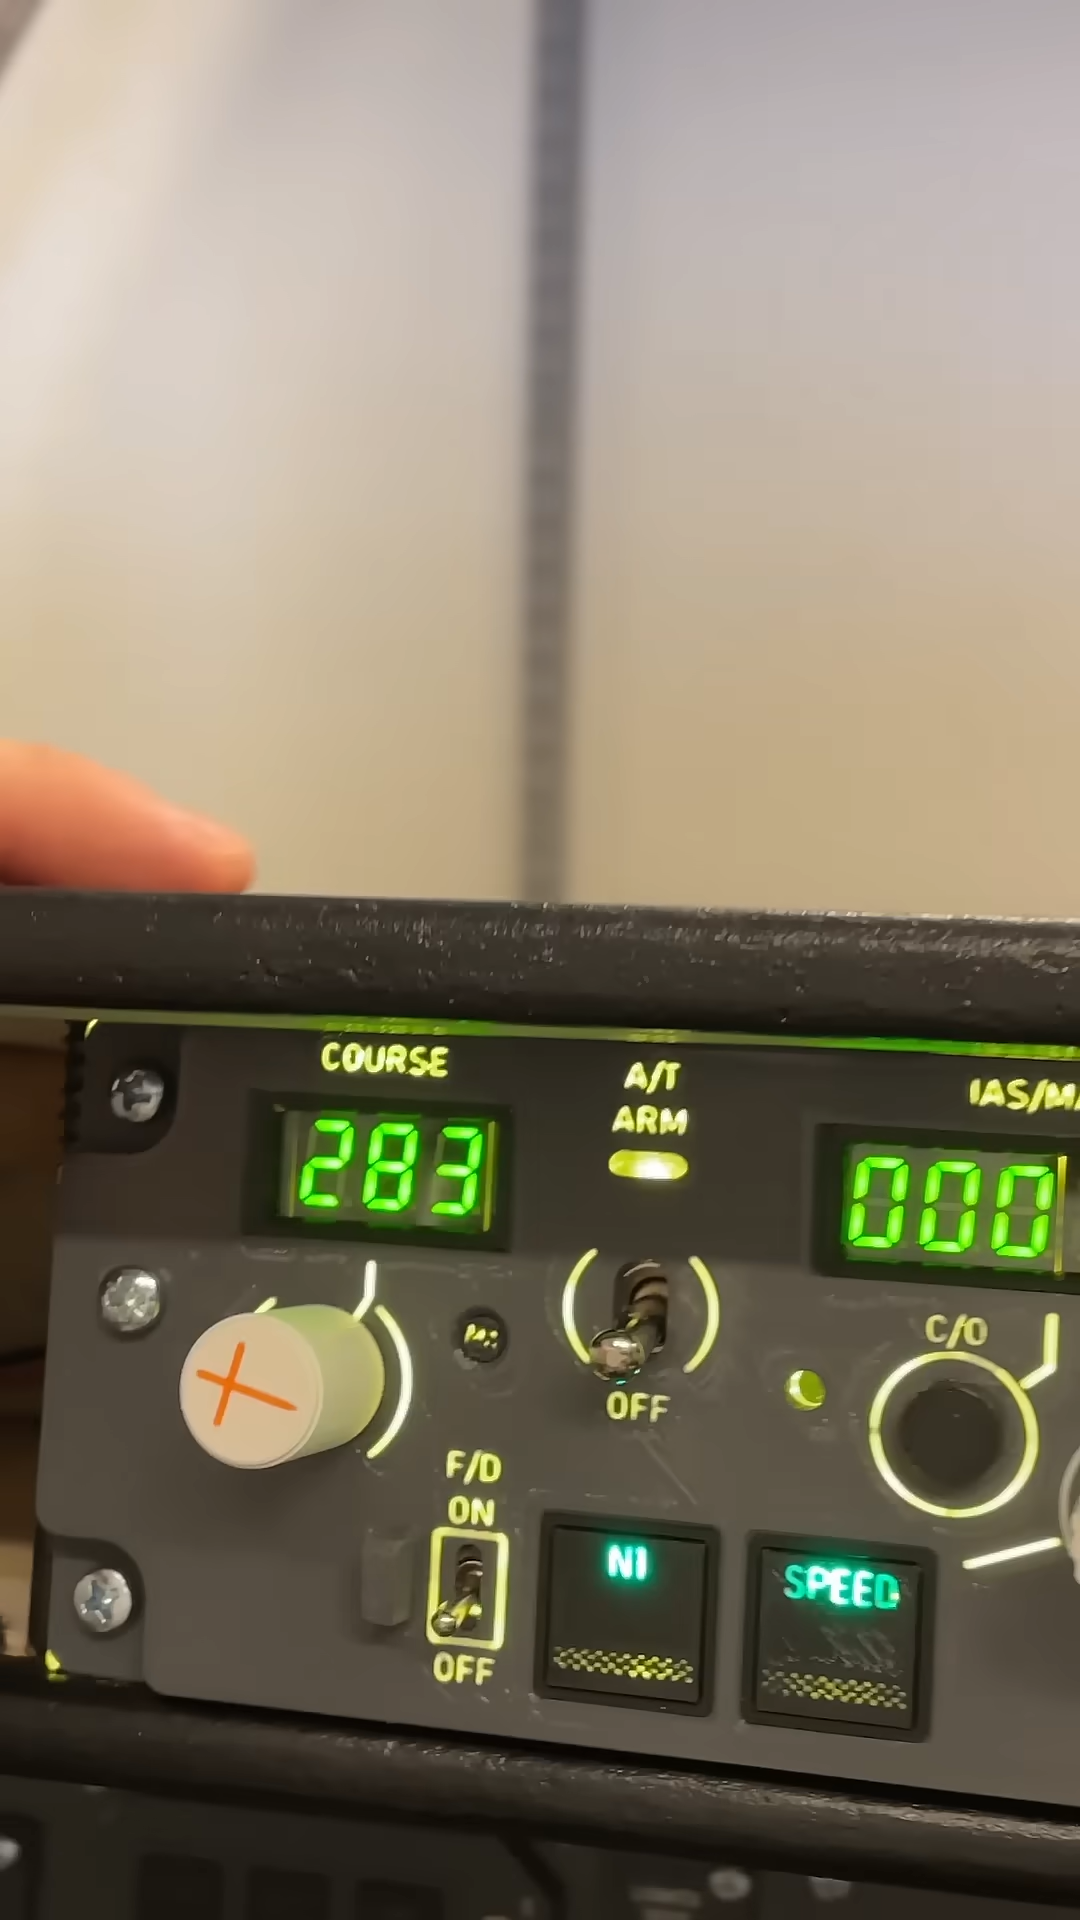 COURSE
A/T
ARM
283
000
C/O
OFF
F/D
ON
N1
SPEED
OFF